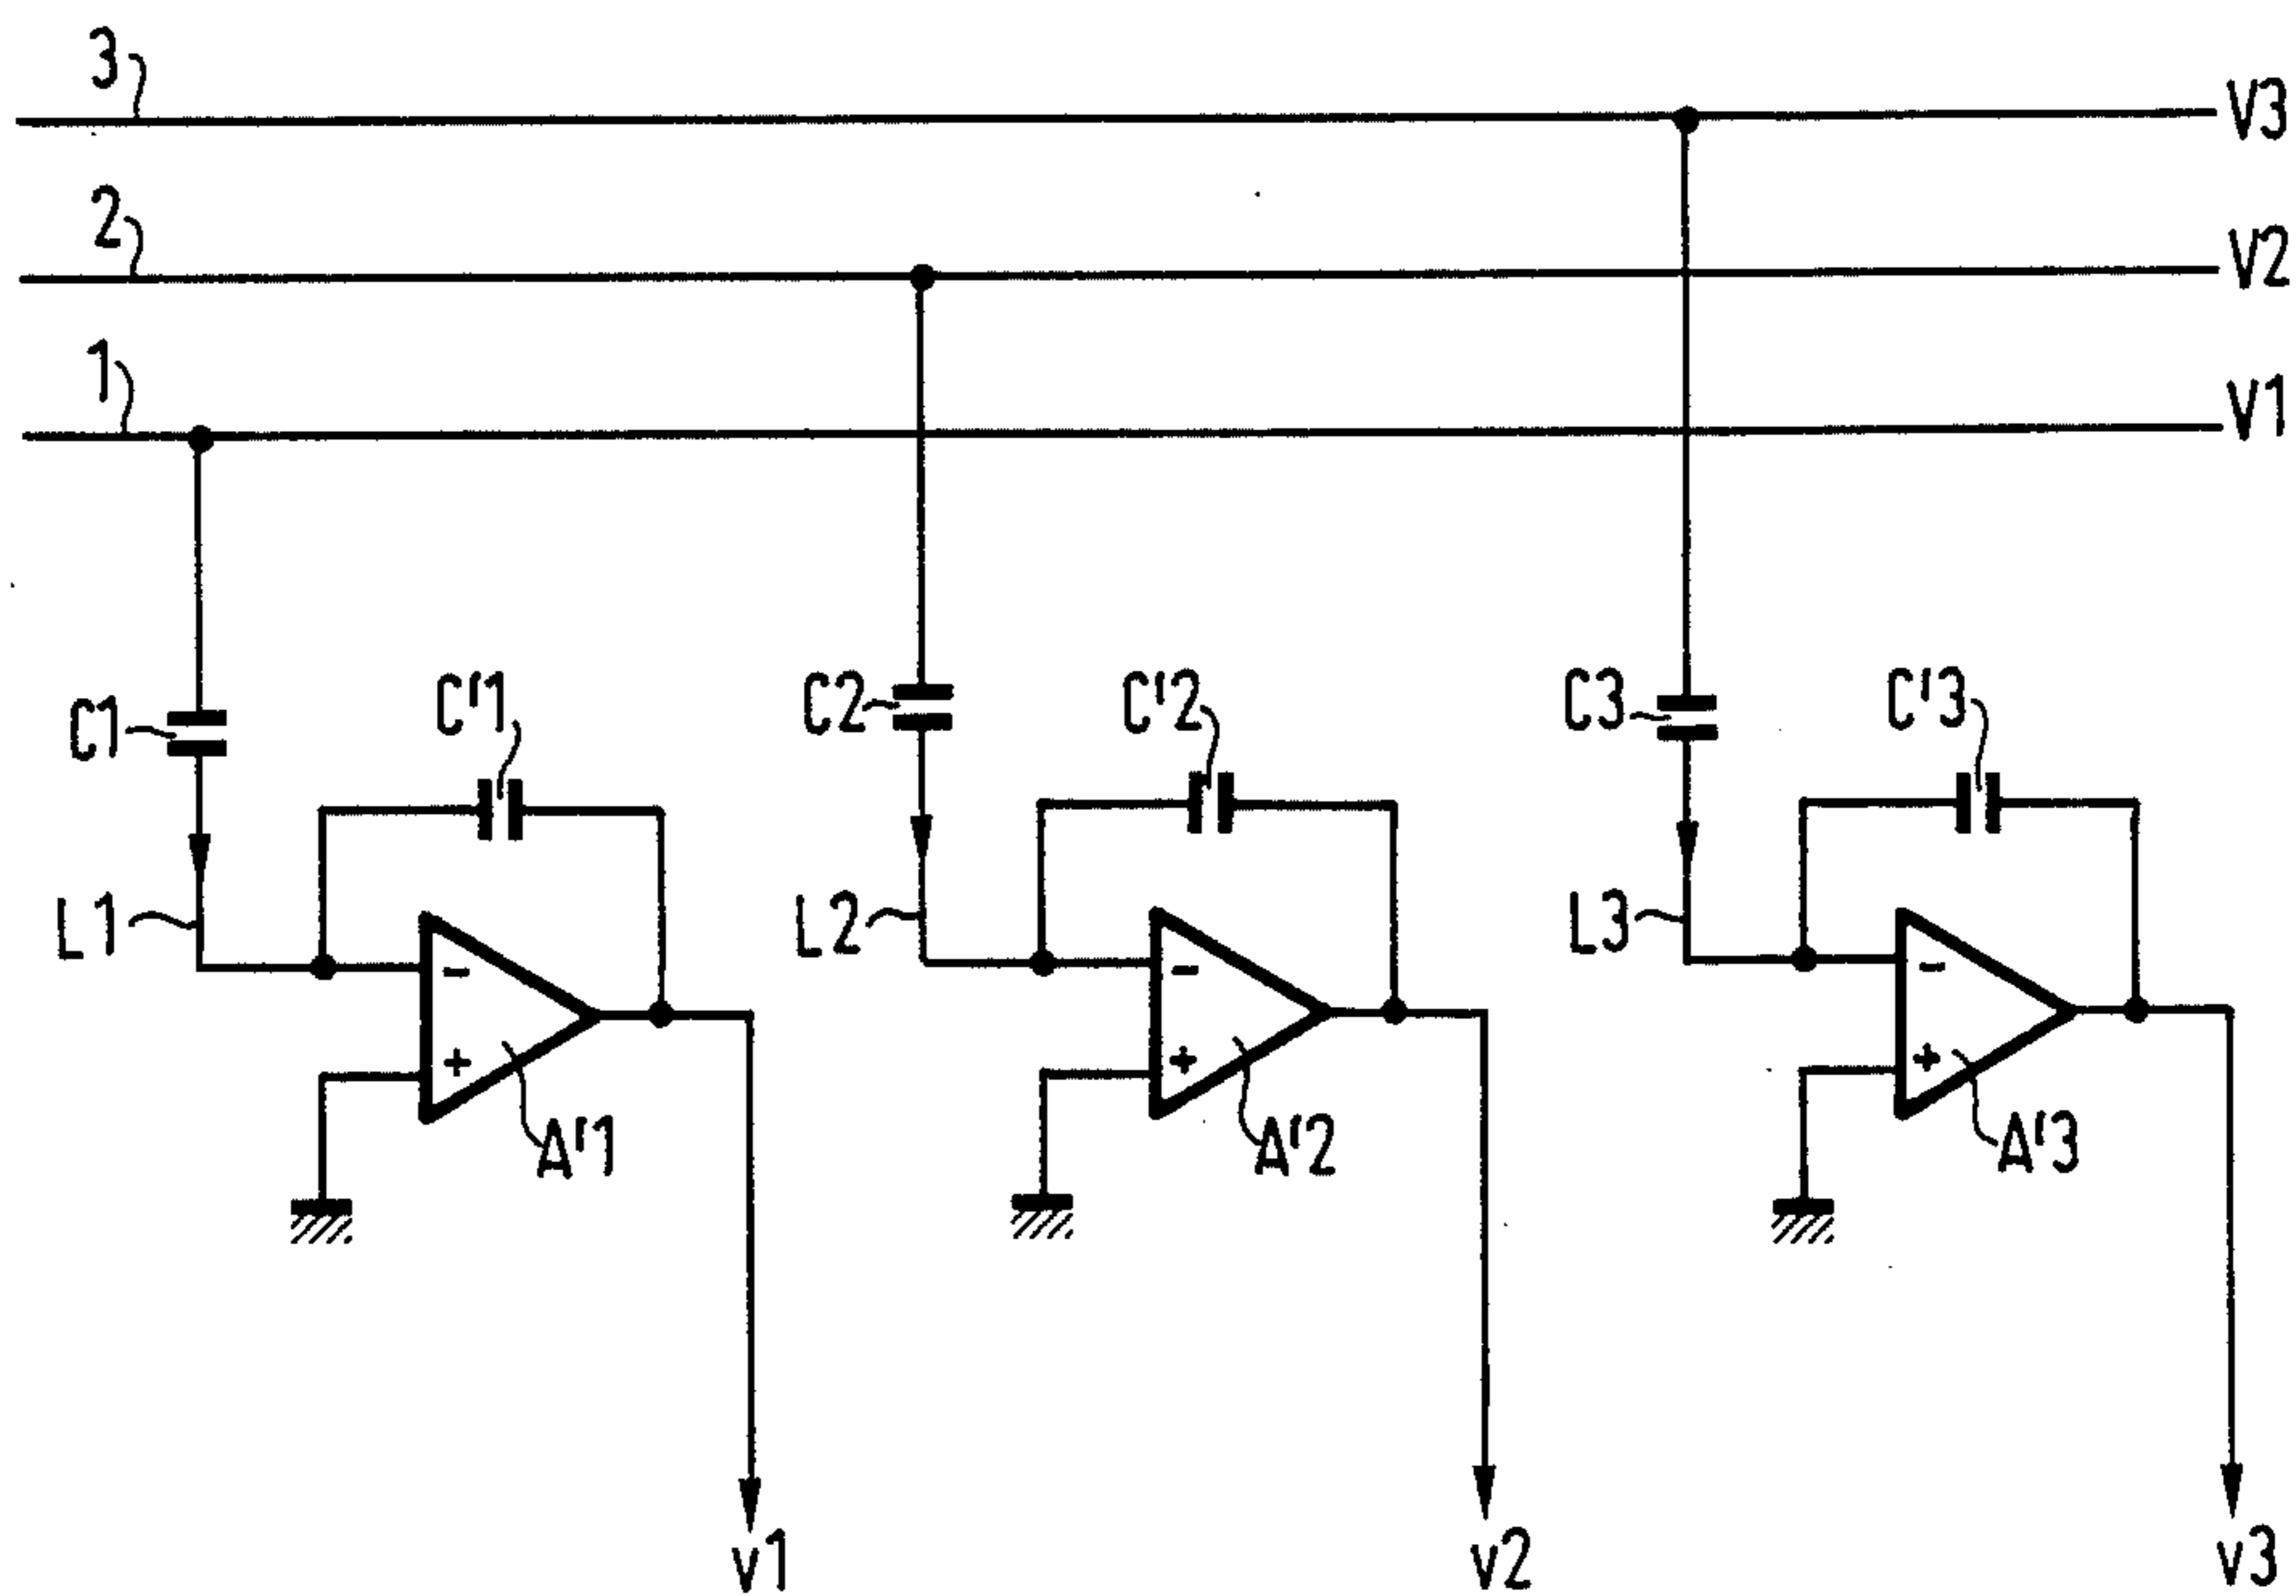 3
V3
2
V2
1
V1
C1
C'1
C2
C'2
C3
C'3
L1
L2
L3
-
-
-
+
+
+
A'1
A'2
A'3
v1
v2
v3